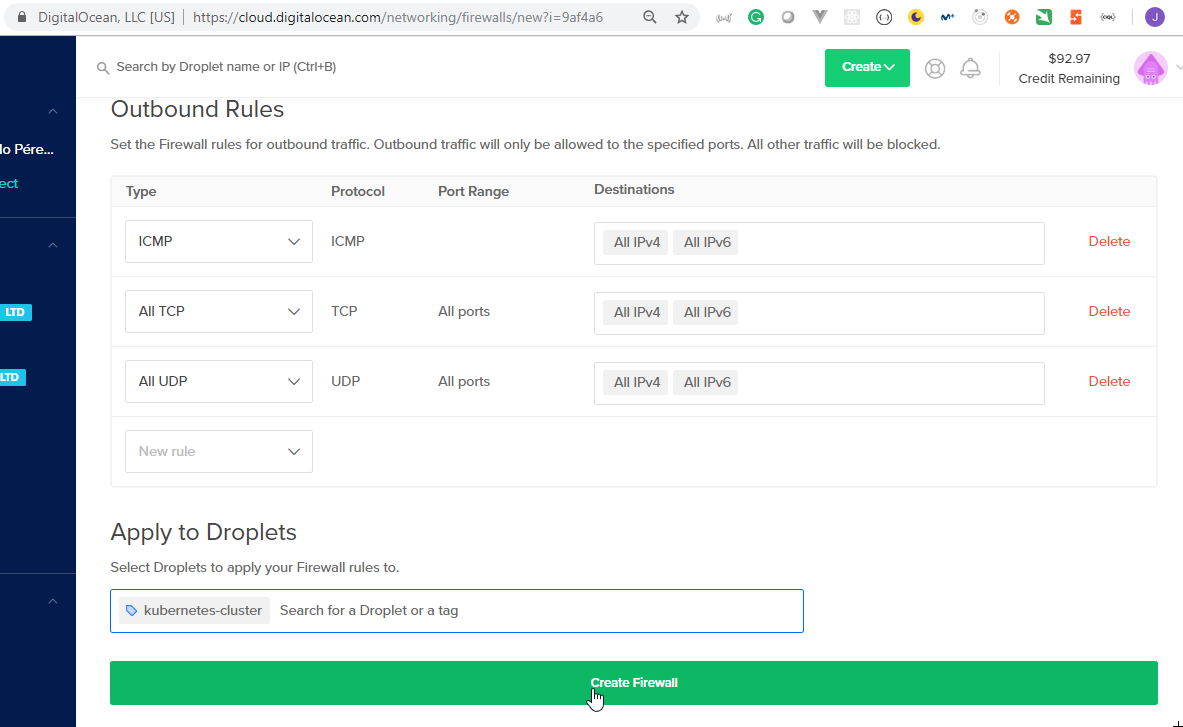 DigitalOcean, LLC [US] https://cloud.digitalocean.com/networking/firewalls/new?i=9af4a6
J
Search by Droplet name or IP (Ctrl+B)
Create
$92.97
Credit Remaining
lo Pére...
ect
LTD
LTD
Outbound Rules
Set the Firewall rules for outbound traffic. Outbound traffic will only be allowed to the specified ports. All other traffic will be blocked.
Type Protocol Port Range Destinations
ICMP ICMP All IPv4 All IPv6 Delete
All TCP TCP All ports All IPv4 All IPv6 Delete
All UDP UDP All ports All IPv4 All IPv6 Delete
New rule
Apply to Droplets
Select Droplets to apply your Firewall rules to.
kubernetes-cluster Search for a Droplet or a tag
Create Firewall